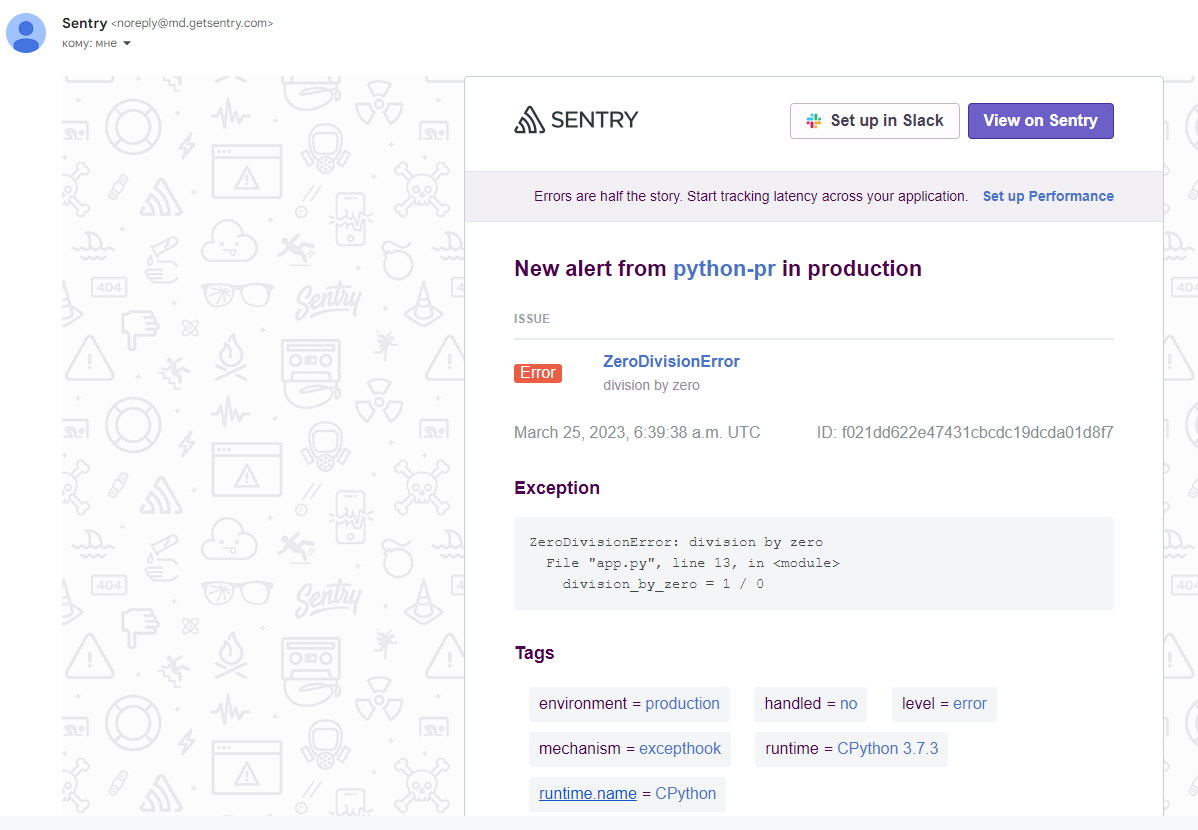 Sentry <noreply@md.getsentry.com>
кому: мне
SENTRY
Set up in Slack
View on Sentry
Errors are half the story. Start tracking latency across your application. Set up Performance
New alert from python-pr in production
ISSUE
Error
ZeroDivisionError
division by zero
March 25, 2023, 6:39:38 a.m. UTC
ID: f021dd622e47431cbcdc19dcda01d8f7
Exception
ZeroDivisionError: division by zero
File "app.py", line 13, in <module>
division_by_zero = 1 / 0
Tags
environment = production
handled = no
level = error
mechanism = excepthook
runtime = CPython 3.7.3
runtime.name = CPython
404
Sentry
404
Sentry